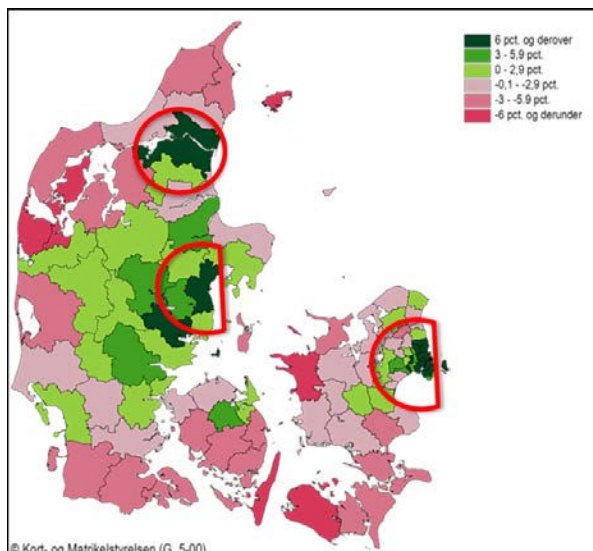 6 pct. og derover
3 - 5,9 pct.
0 - 2,9 pct.
-0,1 - -2,9 pct.
-3 - -5.9 pct.
-6 pct. og derunder
© Kort- og Matrikelstyrelsen (G. 5-00)